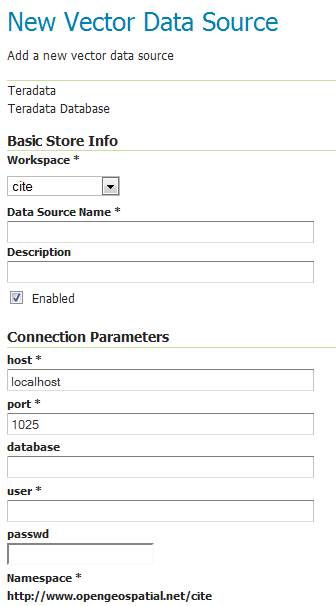 New Vector Data Source
Add a new vector data source
Teradata
Teradata Database
Basic Store Info
Workspace *
cite
Data Source Name *
Description
Enabled
Connection Parameters
host *
localhost
port *
1025
database
user *
passwd
Namespace *
http://www.opengeospatial.net/cite